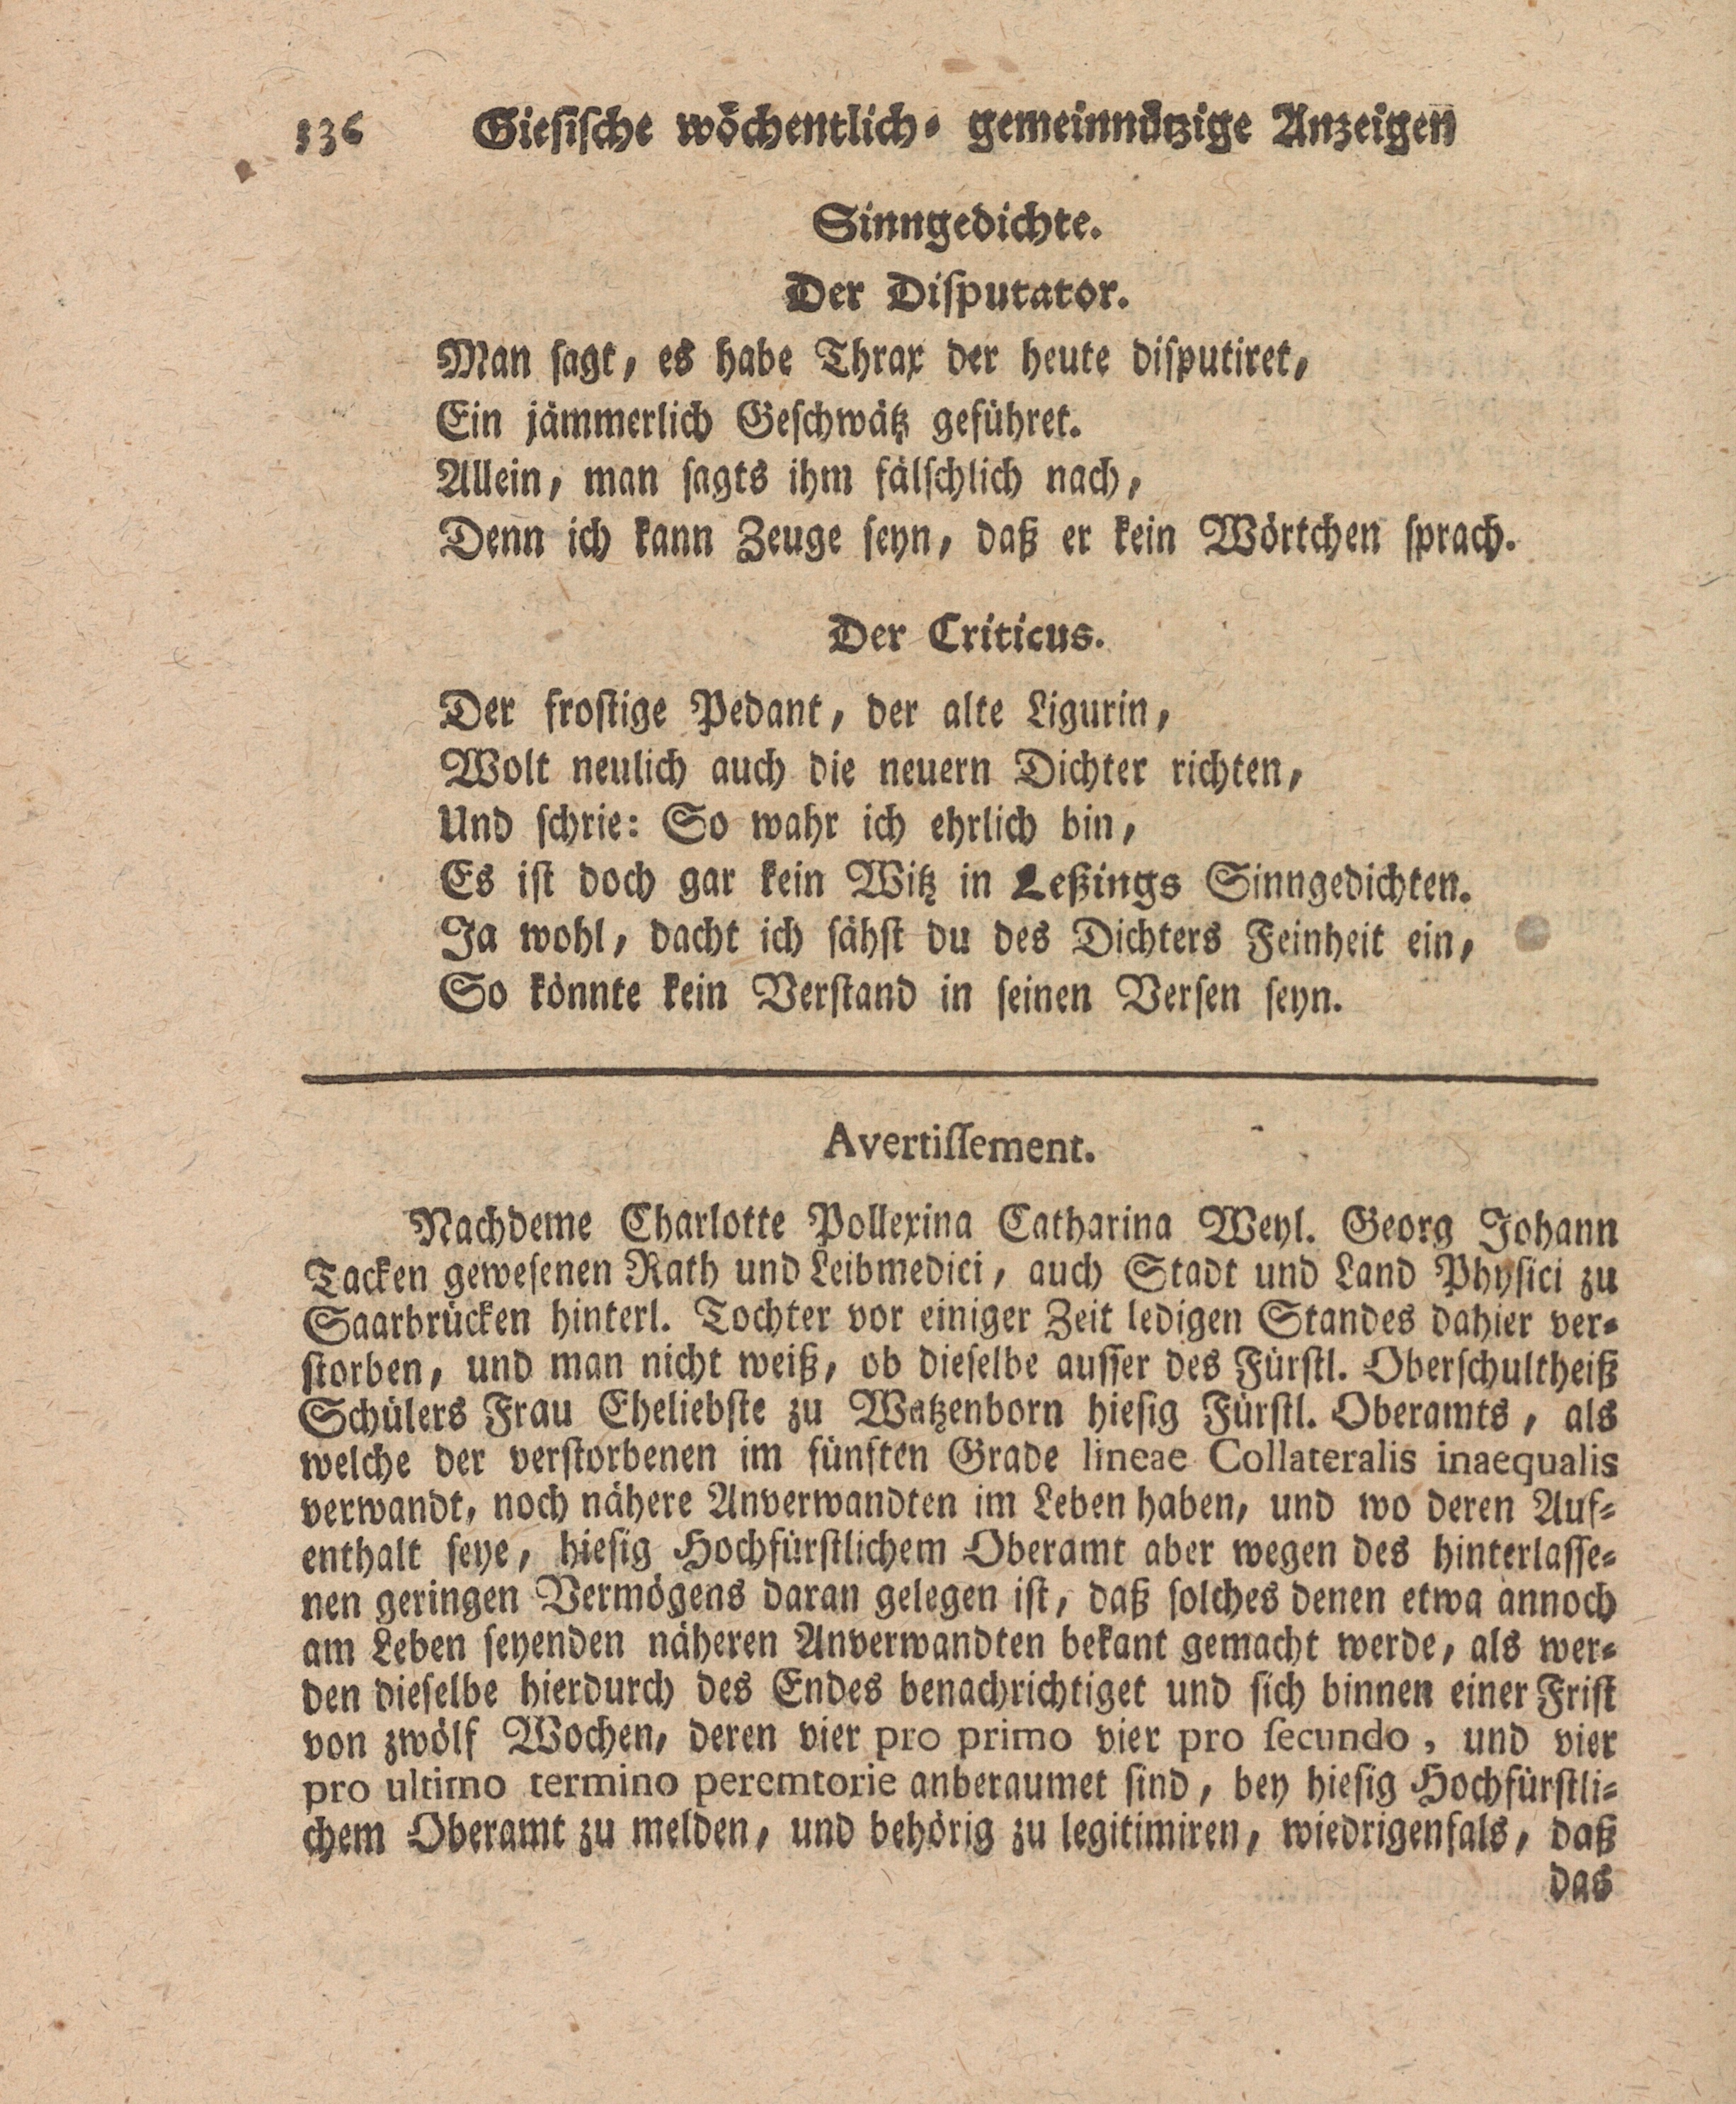 136 Giesische wöchentlich- gemeinnützige Anzeigen
Sinngedichte.
Der Disputator.
Man sagt, es habe Thrax der heute disputiret,
Ein jämmerlich Geschwätz geführet.
Allein, man sagts ihm fälschlich nach,
Denn ich kann Zeuge seyn, daß er kein Wörtchen sprach.
Der Criticus.
Der frostige Pedant, der alte Ligurin,
Wolt neulich auch die neuern Dichter richten,
Und schrie: So wahr ich ehrlich bin,
Es ist doch gar kein Witz in Leßings Sinngedichten.
Ja wohl, dacht ich sähst du des Dichters Feinheit ein,
So könnte kein Verstand in seinen Versen seyn.
Avertissement.
Nachdeme Charlotte Pollexina Catharina Weyl. Georg Johann
Tacken gewesenen Rath und Leibmedici, auch Stadt und Land Physici zu
Saarbrücken hinterl. Tochter vor einiger Zeit ledigen Standes dahier ver-
storben, und man nicht weiß, ob dieselbe ausser des Fürstl. Oberschultheiß
Schülers Frau Eheliebste zu Watzenborn hiesig Fürstl. Oberamts, als
welche der verstorbenen im fünften Grade lineae Collateralis inaequalis
verwandt, noch nähere Anverwandten im Leben haben, und wo deren Auf-
enthalt seye, hiesig Hochfürstlichem Oberamt aber wegen des hinterlasse-
nen geringen Vermögens daran gelegen ist, daß solches denen etwa annoch
am Leben seyenden näheren Anverwandten bekant gemacht werde, als wer-
den dieselbe hierdurch des Endes benachrichtiget und sich binnen einer Frist
von zwölf Wochen, deren vier pro primo vier pro secundo, und vier
pro ultimo termino peremtorie anberaumet sind, bey hiesig Hochfürstli-
chem Oberamt zu melden, und behörig zu legitimiren, wiedrigenfals, daß
das